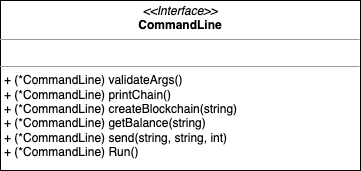 <<Interface>>
CommandLine
+ (*CommandLine) validateArgs()
+ (*CommandLine) printChain()
+ (*CommandLine) createBlockchain(string)
+ (*CommandLine) getBalance(string)
+ (*CommandLine) send(string, string, int)
+ (*CommandLine) Run()